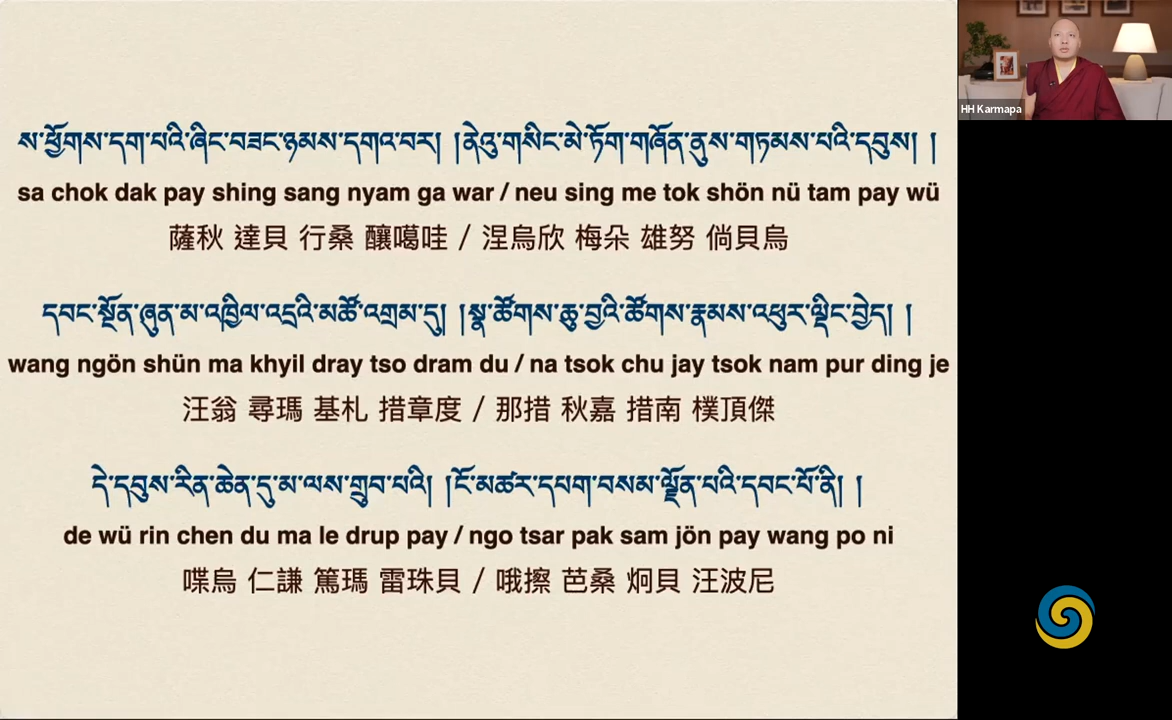 ས་ཕྱོགས་དག་པའི་ཞིང་བཟང་ཉམས་དགའ་བར། །ནེའུ་གསིང་མེ་ཏོག་གཞོན་ནུས་གཏམས་པའི་དབུས། །
sa chok dak pay shing sang nyam ga war / neu sing me tok shön nü tam pay wü
薩秋 達貝 行桑 釀噶哇 / 涅烏欣 梅朵 雄努 倘貝烏
དབང་སྔོན་ཞུན་མ་འཁྱིལ་འདྲའི་མཚོ་འགྲམ་དུ། །སྣ་ཚོགས་ཆུ་བྱའི་ཚོགས་རྣམས་འཕུར་ལྡིང་བྱེད། །
wang ngön shün ma khyil dray tso dram du / na tsok chu jay tsok nam pur ding je
汪翁 尋瑪 基札 措章度 / 那措 秋嘉 措南 樸頂傑
དེ་དབུས་རིན་ཆེན་དུ་མ་ལས་གྲུབ་པའི། །ངོ་མཚར་དཔག་བསམ་ལྗོན་པའི་དབང་པོ་ནི། །
de wü rin chen du ma le drup pay / ngo tsar pak sam jön pay wang po ni
喋烏 仁謙 篤瑪 雷珠貝 / 哦擦 芭桑 炯貝 汪波尼
HH Karmapa